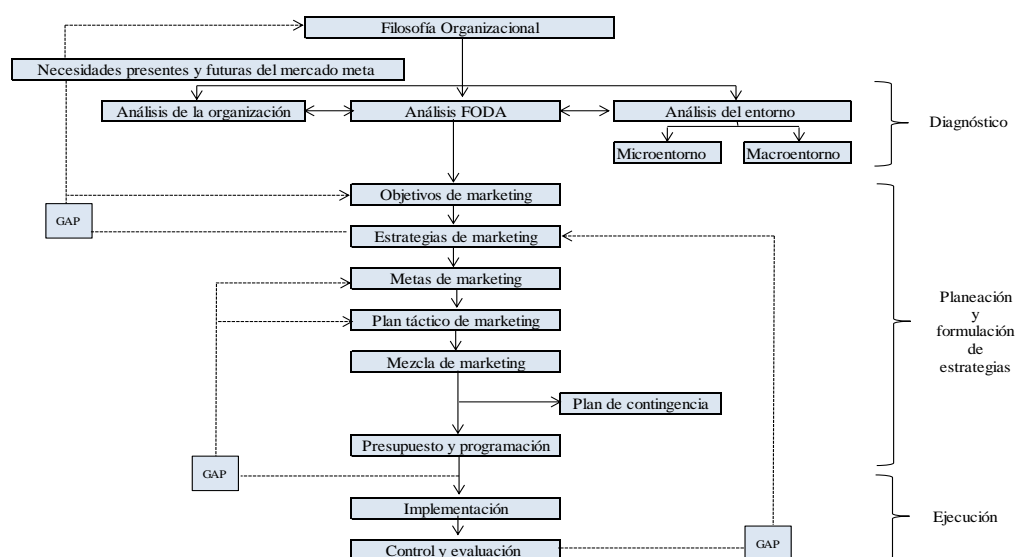 Filosofía Organizacional
Necesidades presentes y futuras del mercado meta
Análisis de la organización
Análisis FODA
Análisis del entorno
Microentorno
Macroentorno
Diagnóstico
Objetivos de marketing
GAP
Estrategias de marketing
Metas de marketing
Plan táctico de marketing
Mezcla de marketing
Plan de contingencia
Presupuesto y programación
Planeación
y
formulación
de
estrategias
GAP
Implementación
Control y evaluación
GAP
Ejecución